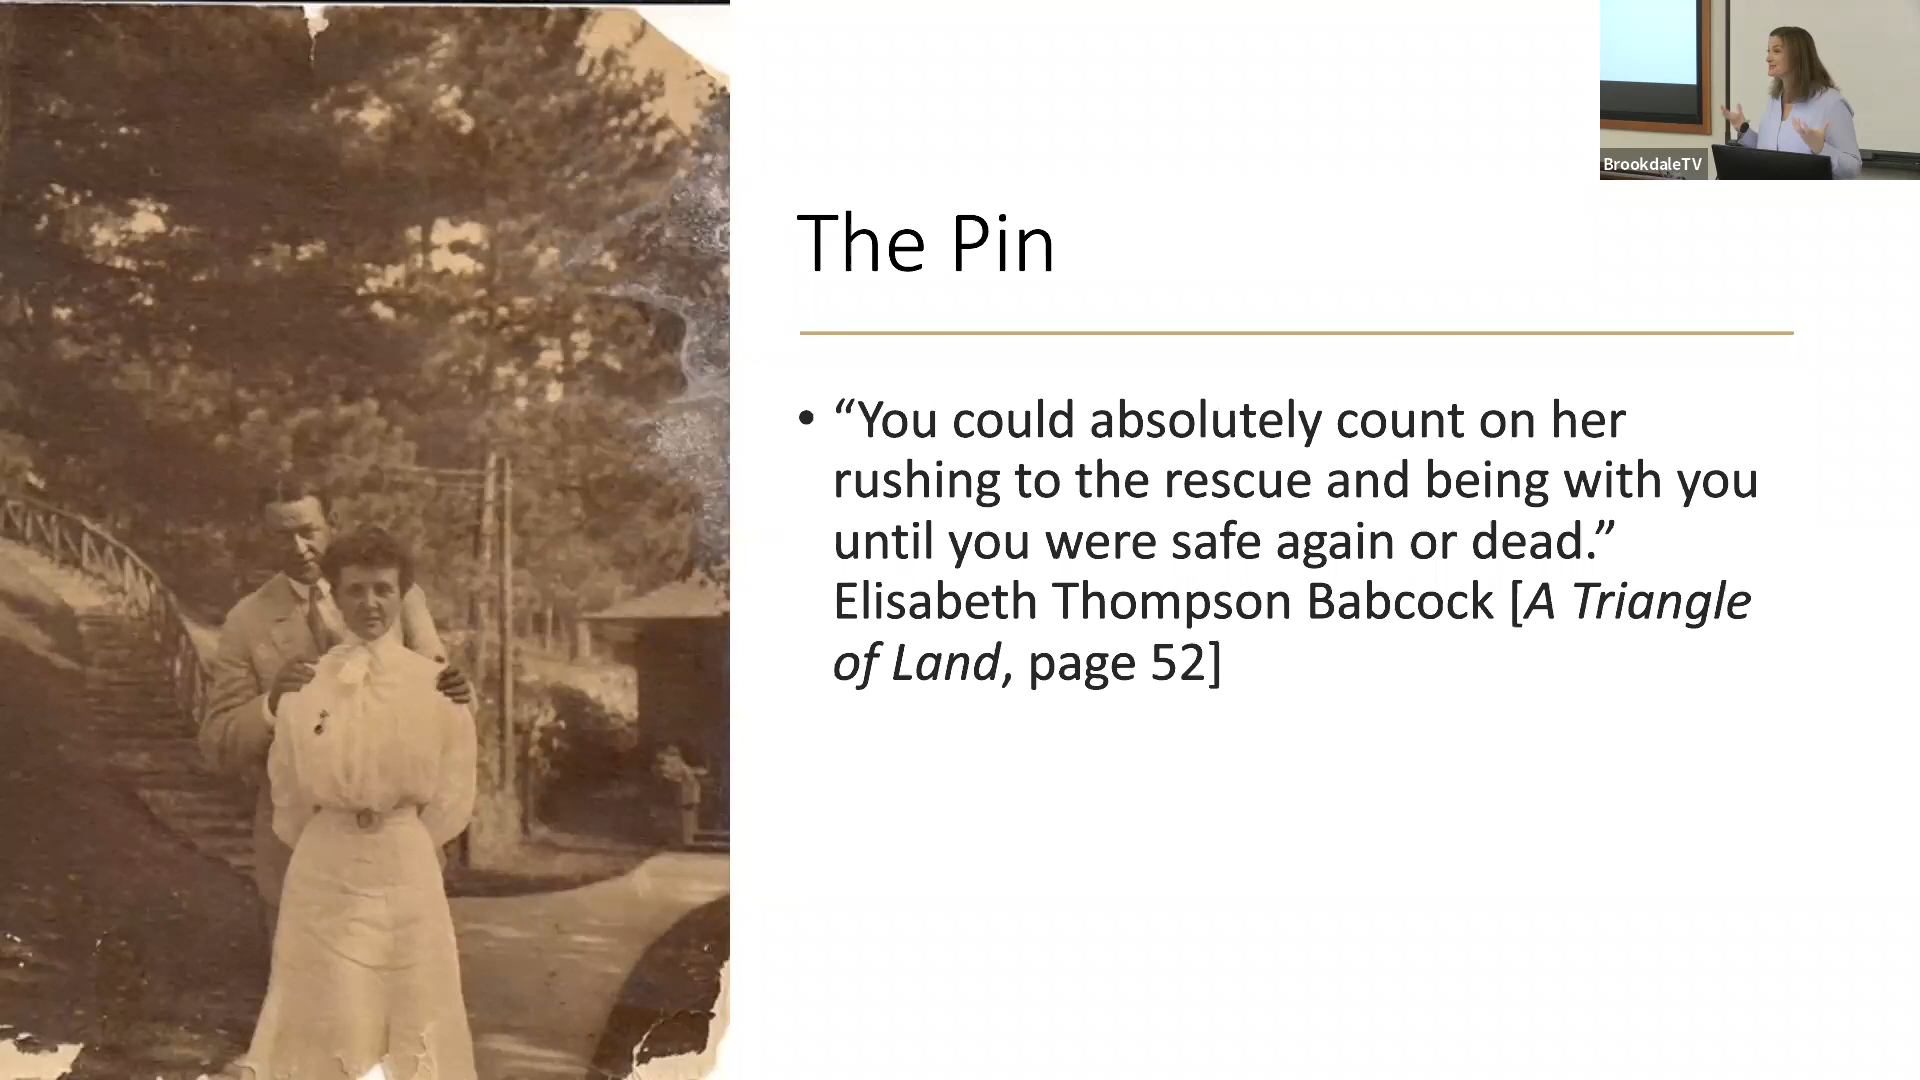 BrookdaleTV
The Pin
• “You could absolutely count on her
rushing to the rescue and being with you
until you were safe again or dead.”
Elisabeth Thompson Babcock [A Triangle
of Land, page 52]